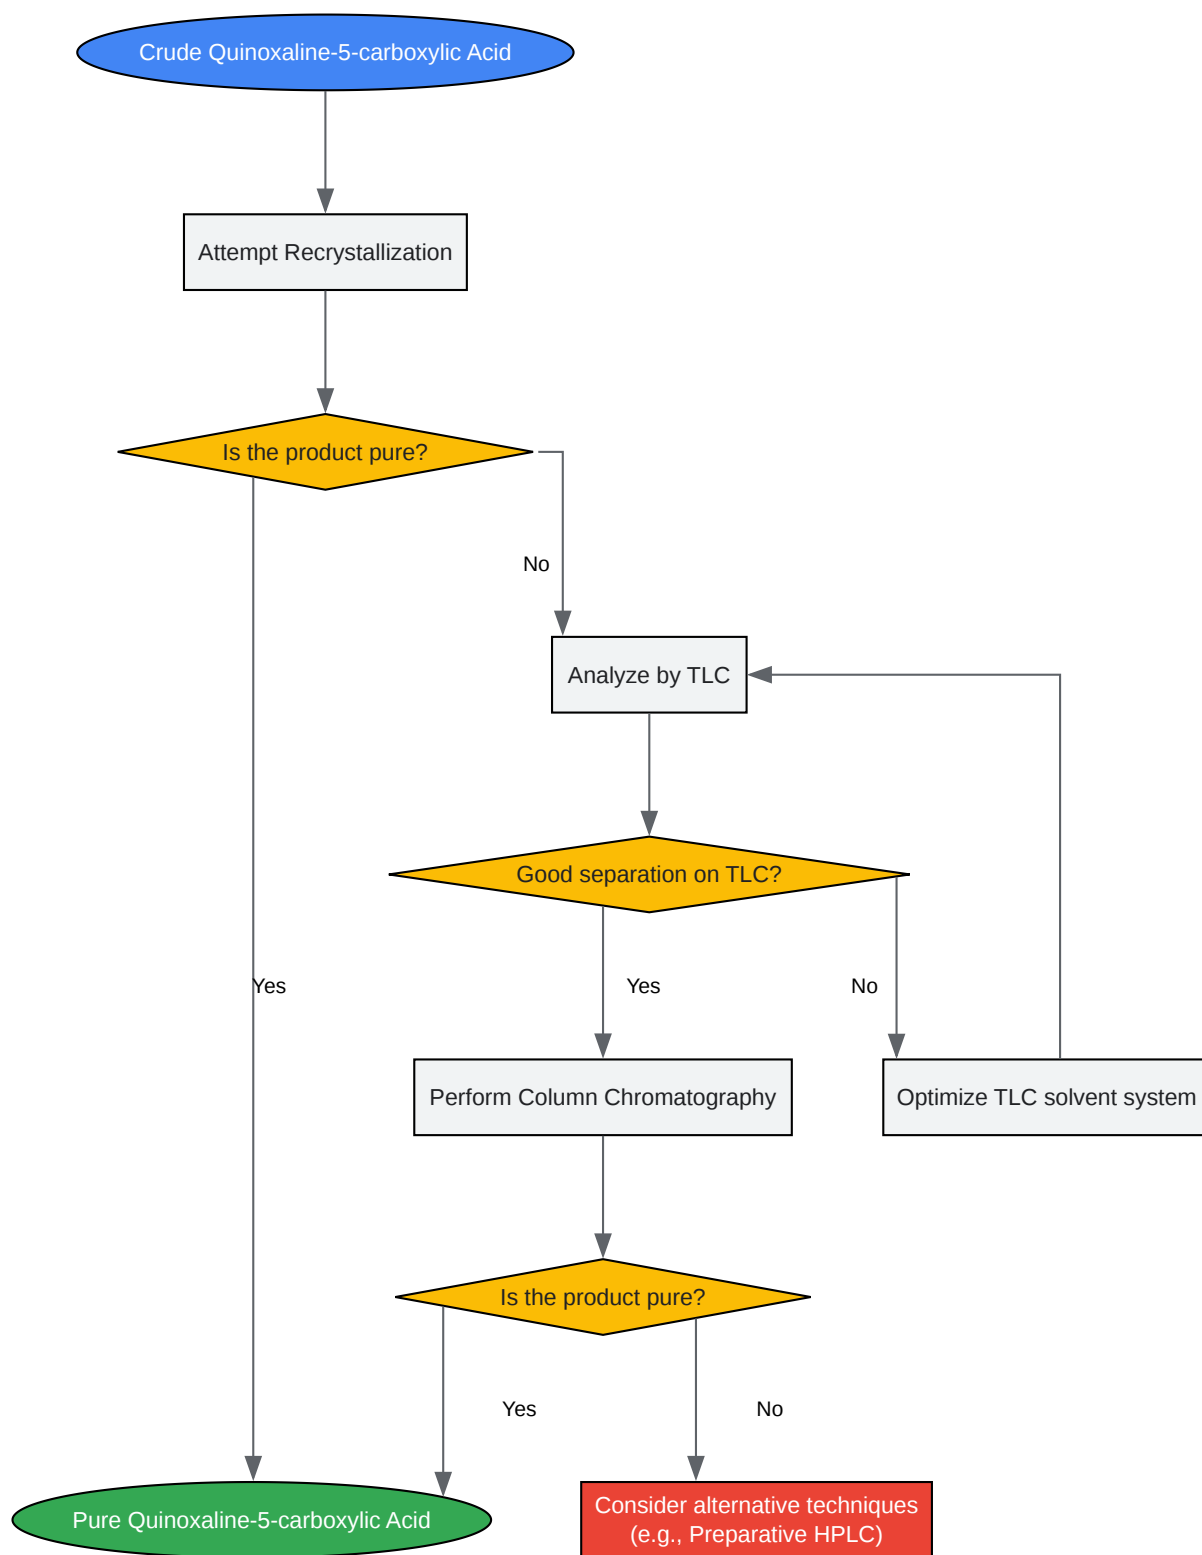 Crude Quinoxaline-5-carboxylic Acid
Attempt Recrystallization
Is the product pure?
No
Analyze by TLC
Good separation on TLC?
Yes
Yes
No
Perform Column Chromatography
Optimize TLC solvent system
Is the product pure?
Yes
No
Pure Quinoxaline-5-carboxylic Acid
Consider alternative techniques
(e.g., Preparative HPLC)